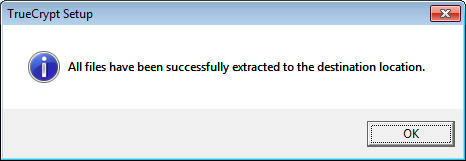 TrueCrypt Setup
All files have been successfully extracted to the destination location.
OK